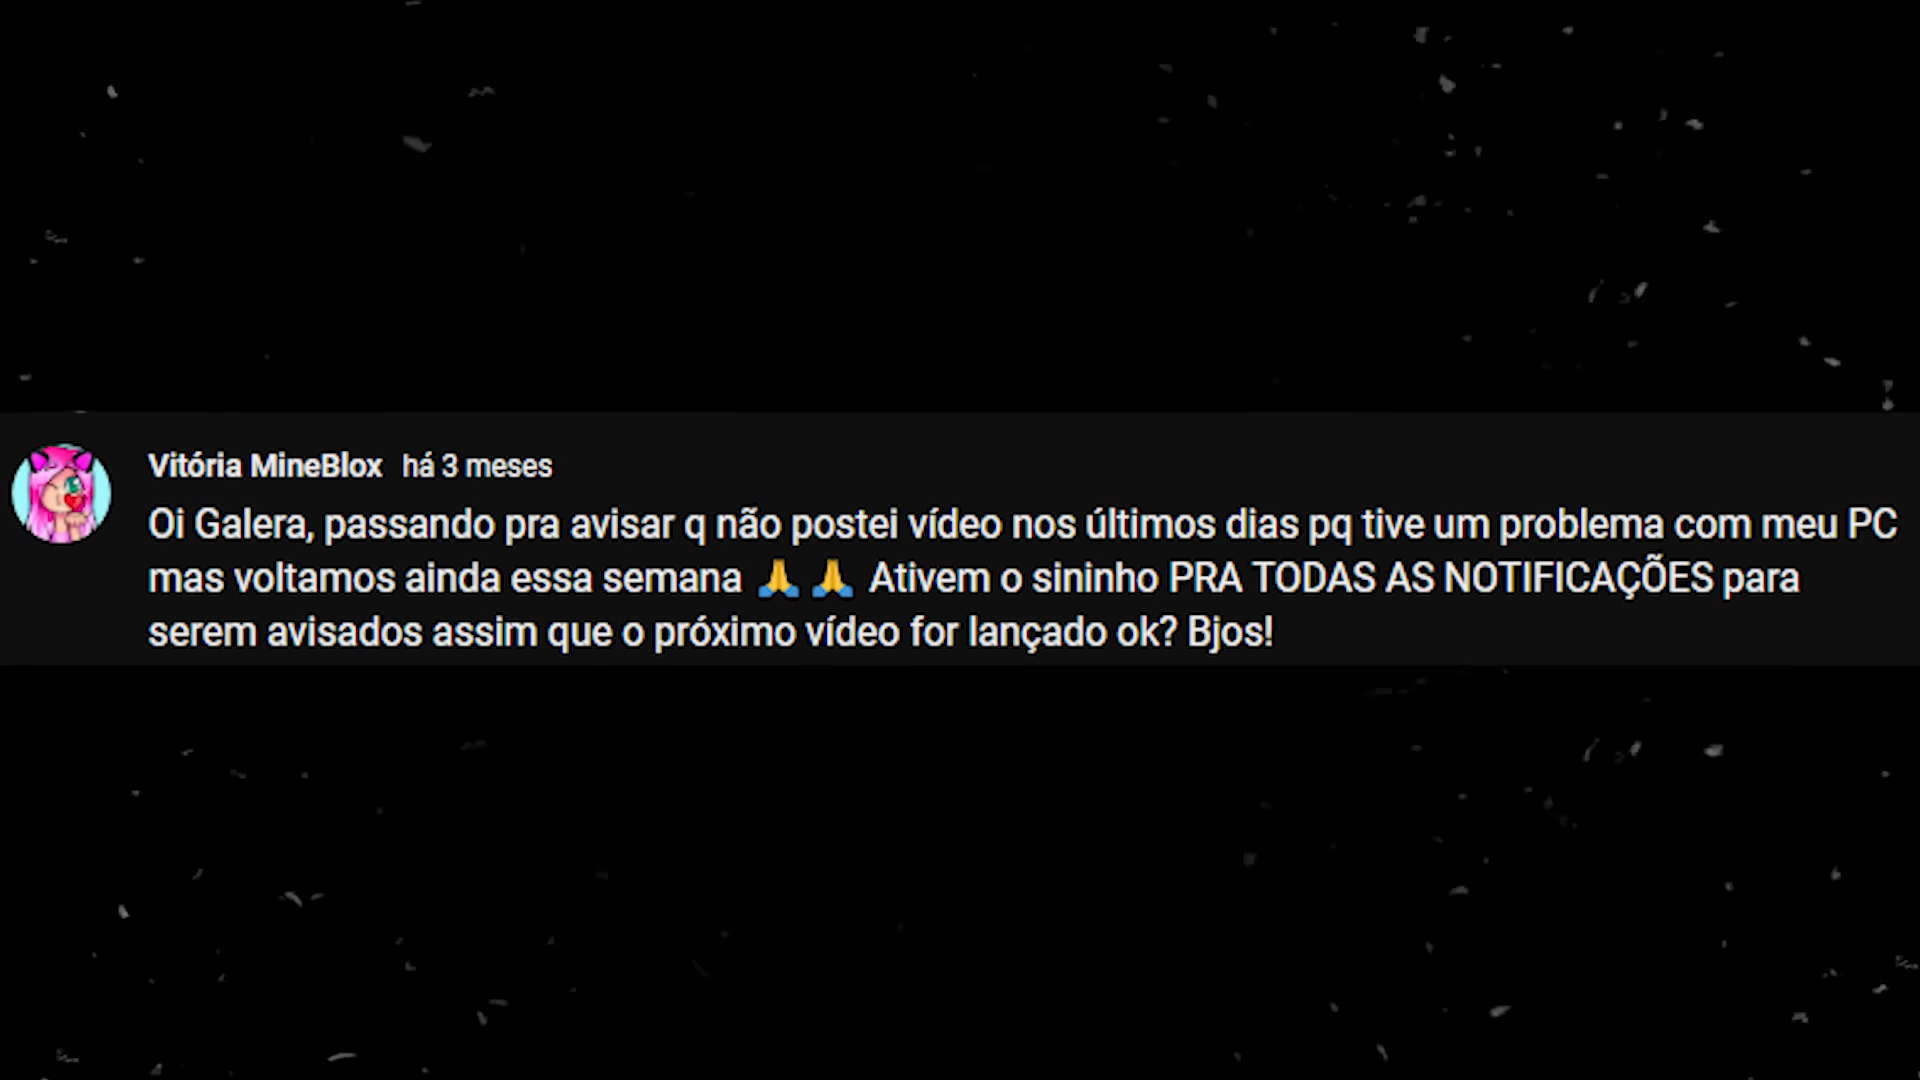 Vitória MineBlox há 3 meses
Oi Galera, passando pra avisar q não postei vídeo nos últimos dias pq tive um problema com meu PC
mas voltamos ainda essa semana 🙏 🙏 Ativem o sininho PRA TODAS AS NOTIFICAÇÕES para
serem avisados assim que o próximo vídeo for lançado ok? Bjos!